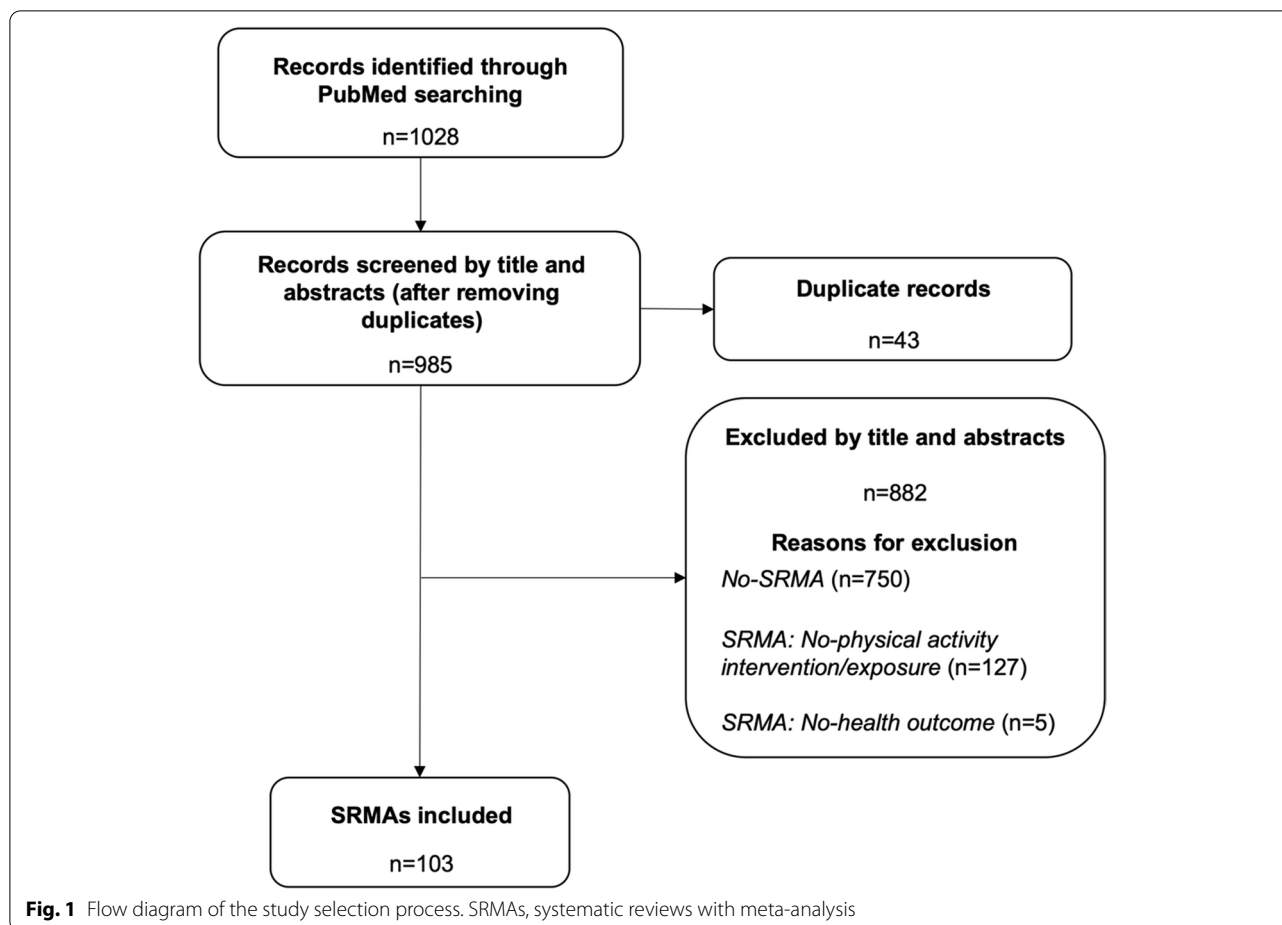 Records identified through
PubMed searching
n=1028
Records screened by title and
abstracts (after removing
duplicates)
n=985
Duplicate records
n=43
Excluded by title and abstracts
n=882
Reasons for exclusion
No-SRMA (n=750)
SRMA: No-physical activity
intervention/exposure (n=127)
SRMA: No-health outcome (n=5)
SRMAs included
n=103
Fig. 1 Flow diagram of the study selection process. SRMAs, systematic reviews with meta-analysis